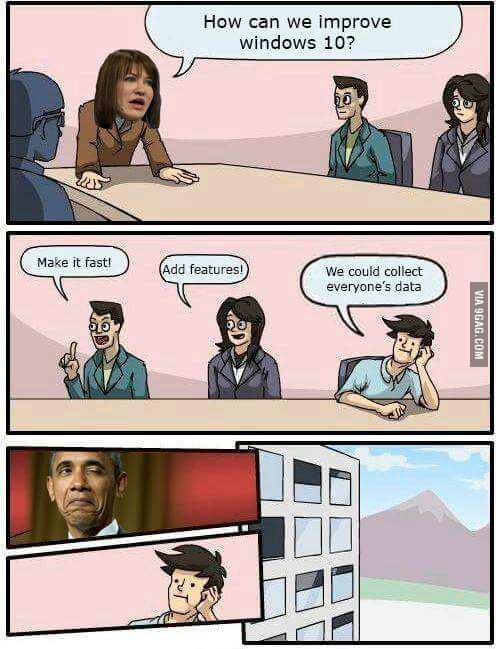 How can we improve
windows 10?
Make it fast!
Add features!
We could collect
everyone's data
VIA 9GAG.COM